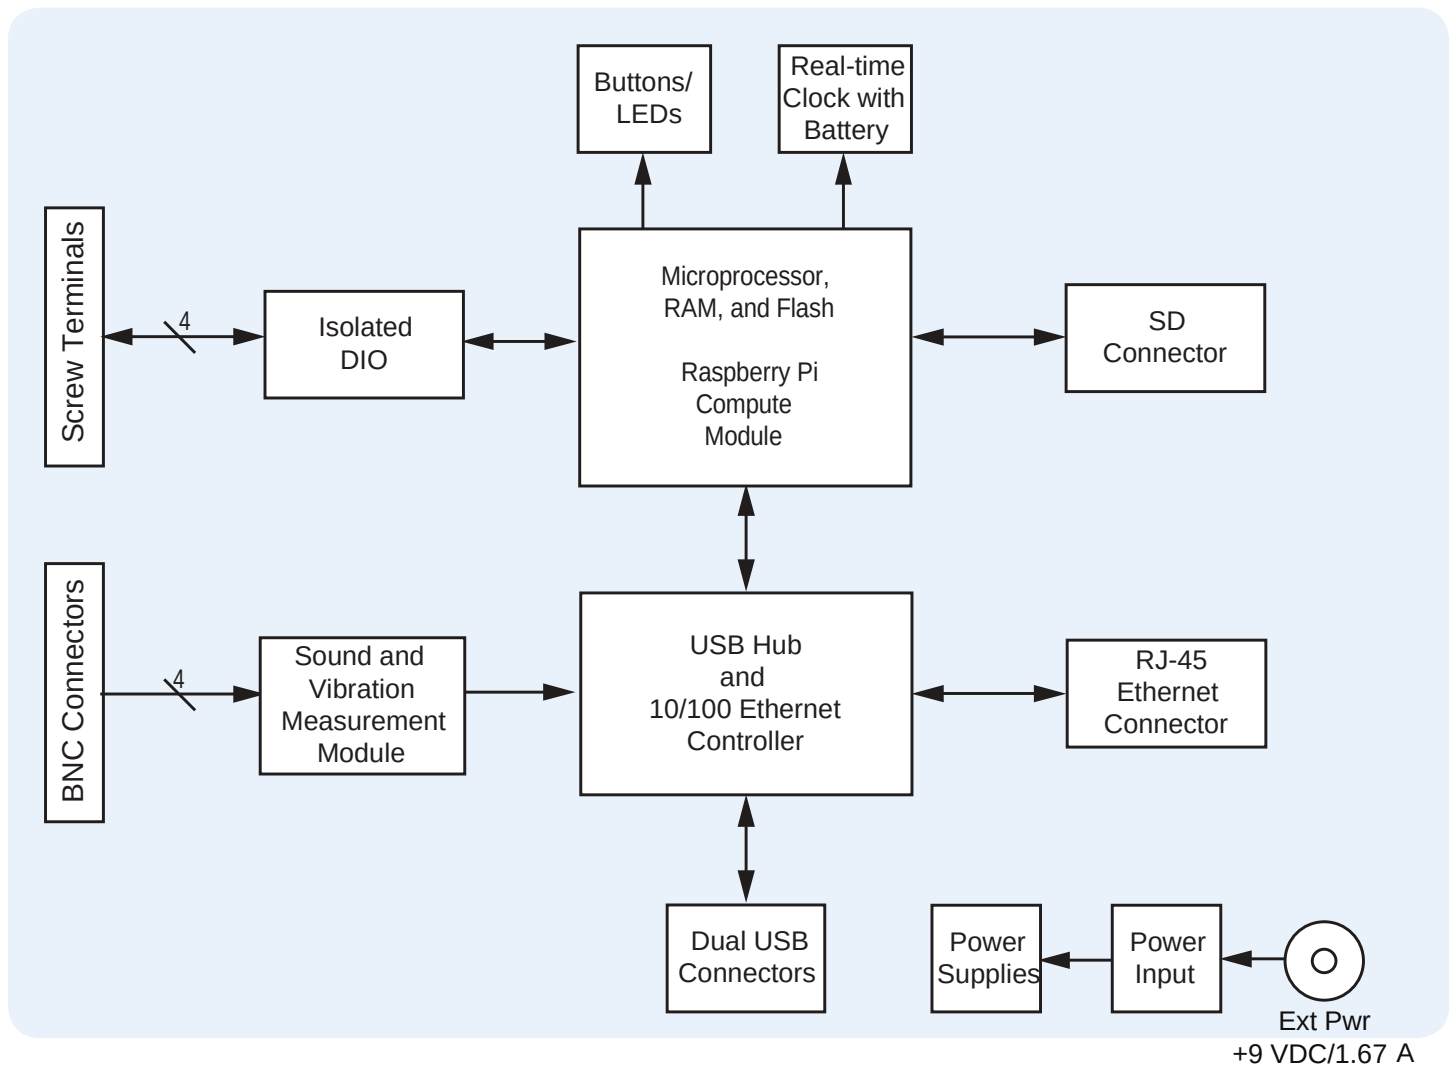 Buttons/
LEDs
Real-time
Clock with
Battery
Screw Terminals
4
Isolated
DIO
Microprocessor,
RAM, and Flash
Raspberry Pi
Compute
Module
SD
Connector
BNC Connectors
4
Sound and
Vibration
Measurement
Module
USB Hub
and
10/100 Ethernet
Controller
RJ-45
Ethernet
Connector
Dual USB
Connectors
Power
Supplies
Power
Input
Ext Pwr
+9 VDC/1.67 A